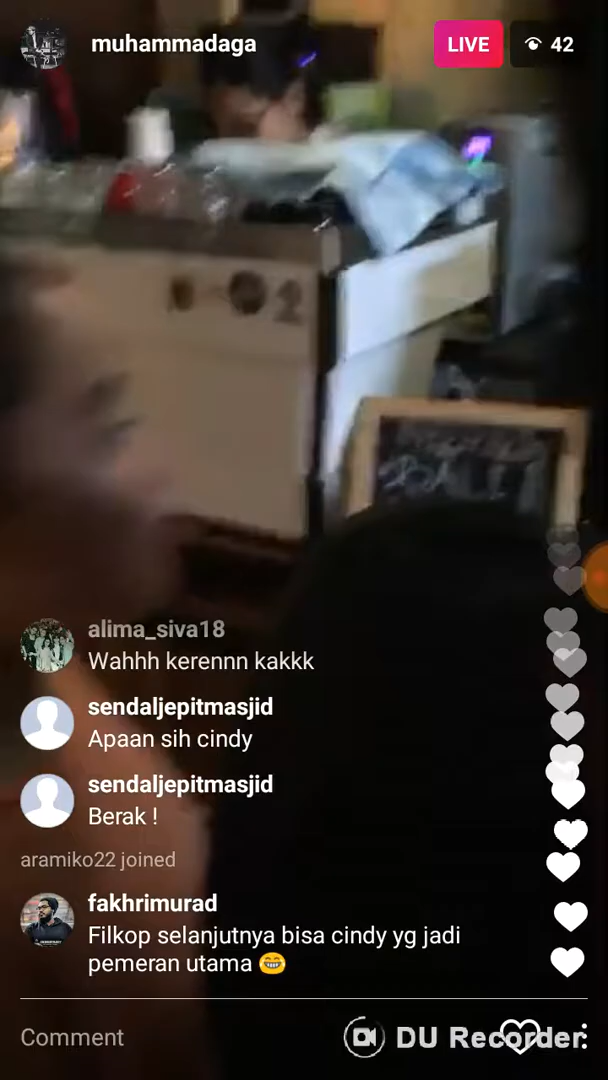 muhammadaga
LIVE
42
2
alima_siva18
Wahhh kerennn kakkk
sendaljepitmasjid
Apaan sih cindy
sendaljepitmasjid
Berak !
aramiko22 joined
fakhrimurad
Filkop selanjutnya bisa cindy yg jadi
pemeran utama 😁
Comment
DU Recorder